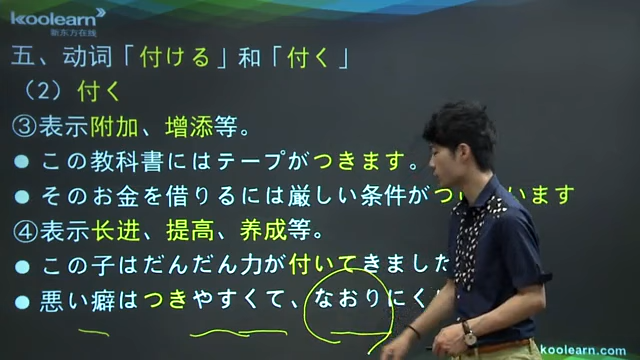 Koolearn
新东方在线
五、动词「付ける」和「付く」
（2）付く
③表示附加、增添等。
● この教科書にはテープがつきます。
● そのお金を借りるには厳しい条件がつ います
④表示长进、提高、养成等。
● この子はだんだん力が付いてきました
● 悪い癖はつきやすくて、なおりにく
koolearn.com